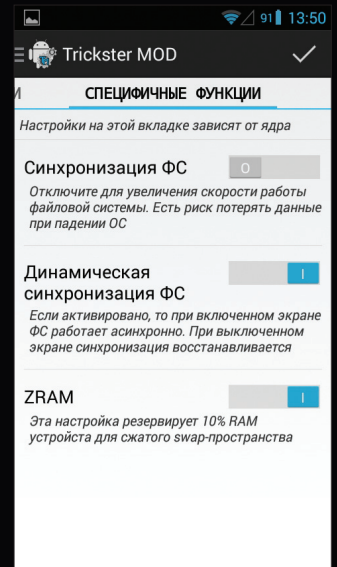 91 13:50
Trickster MOD
И СПЕЦИФИЧНЫЕ ФУНКЦИИ
Настройки на этой вкладке зависят от ядра
Синхронизация ФС
O
Отключите для увеличения скорости работы
файловой системы. Есть риск потерять данные
при падении ОС
Динамическая
синхронизация ФС
I
Если активировано, то при включенном экране
ФС работает асинхронно. При выключенном
экране синхронизация восстанавливается
ZRAM
I
Эта настройка резервирует 10% RAM
устройста для сжатого swap-пространства